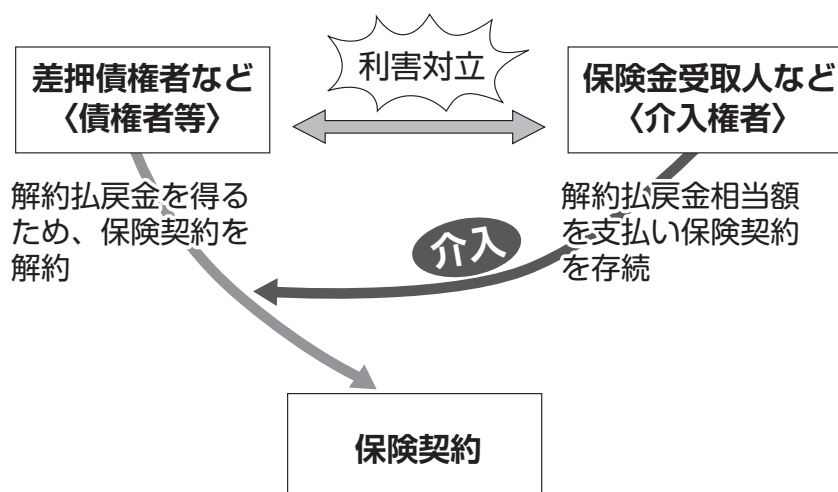 利害対立
差押債権者など
〈債権者等〉
保険金受取人など
〈介入権者〉
解約払戻金を得る
ため、保険契約を
解約
介入
解約払戻金相当額
を支払い保険契約
を存続
保険契約